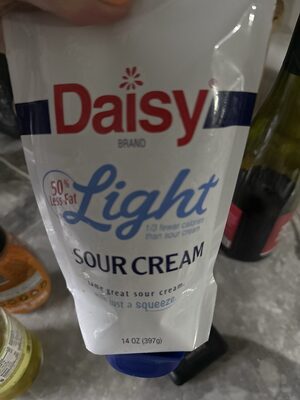 Daisy
BRAND
50%
Less Fat
Light
1/3 fewer calories
than sour cream
SOUR CREAM
same great sour cream.
just a squeeze.
14 OZ (397g)